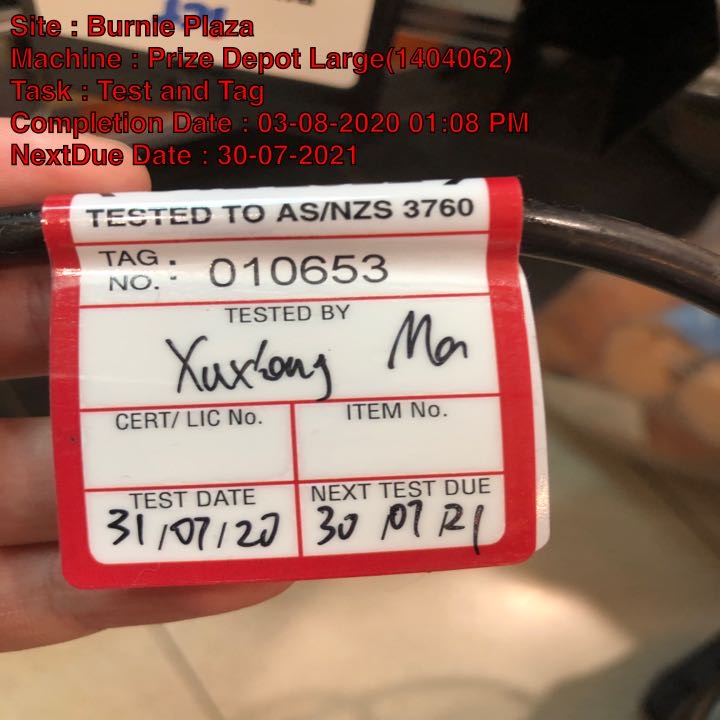 Site : Burnie Plaza
Machine : Prize Depot Large(1404062)
Task : Test and Tag
Completion Date : 03-08-2020 01:08 PM
NextDue Date : 30-07-2021
TESTED TO AS/NZS 3760
TAG NO. : 010653
TESTED BY
Xuxiong Ma
CERT/ LIC No.
ITEM No.
TEST DATE
31/07/20
NEXT TEST DUE
30/07/21